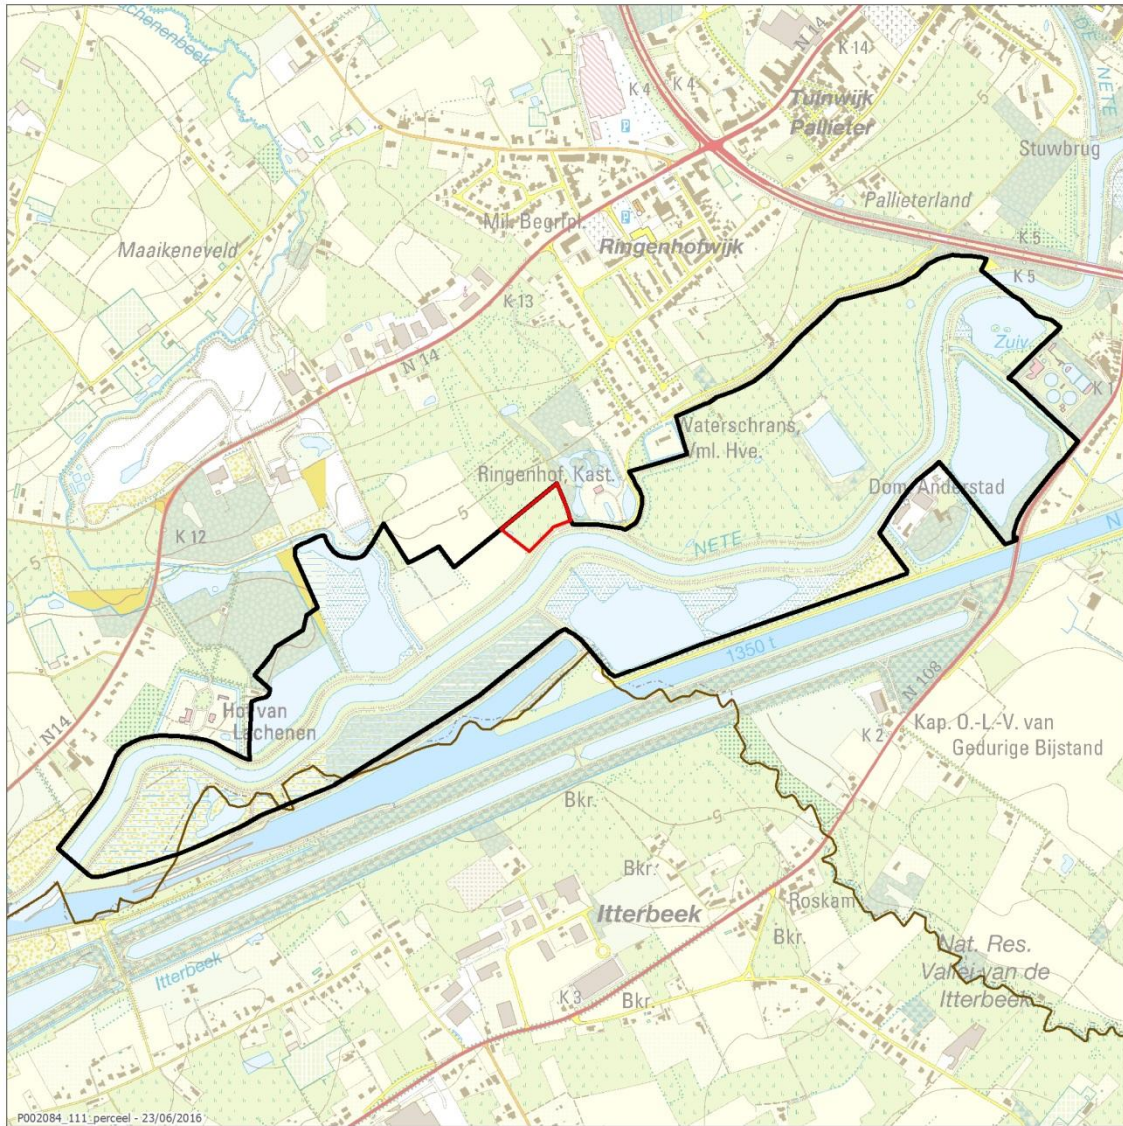 Lachenenbeek
N 14
K 14
DE
NETE
K 4
K 4
Tuinwijk
Pallieter
Stuwbrug
Pallieterland
Maaikeneveld
Mil. Begrfpl.
Ringenhofwijk
K 5
K 5
K 13
N 14
Zuiv.
K 1
Waterschrans,
Vml. Hve.
Ringenhof, Kast.
5
Dom. Anderstad
K 12
5
NETE
N
1350 t
N 108
Hof van
Lachenen
N14
K 2
Kap. O.-L.-V. van
Gedurige Bijstand
Bkr.
5
Bkr.
Roskam
Itterbeek
Bkr.
Nat. Res.
Vallei van de
Itterbeek
Itterbeek
K 3
Bkr.
P002084_111_perceel - 23/06/2016